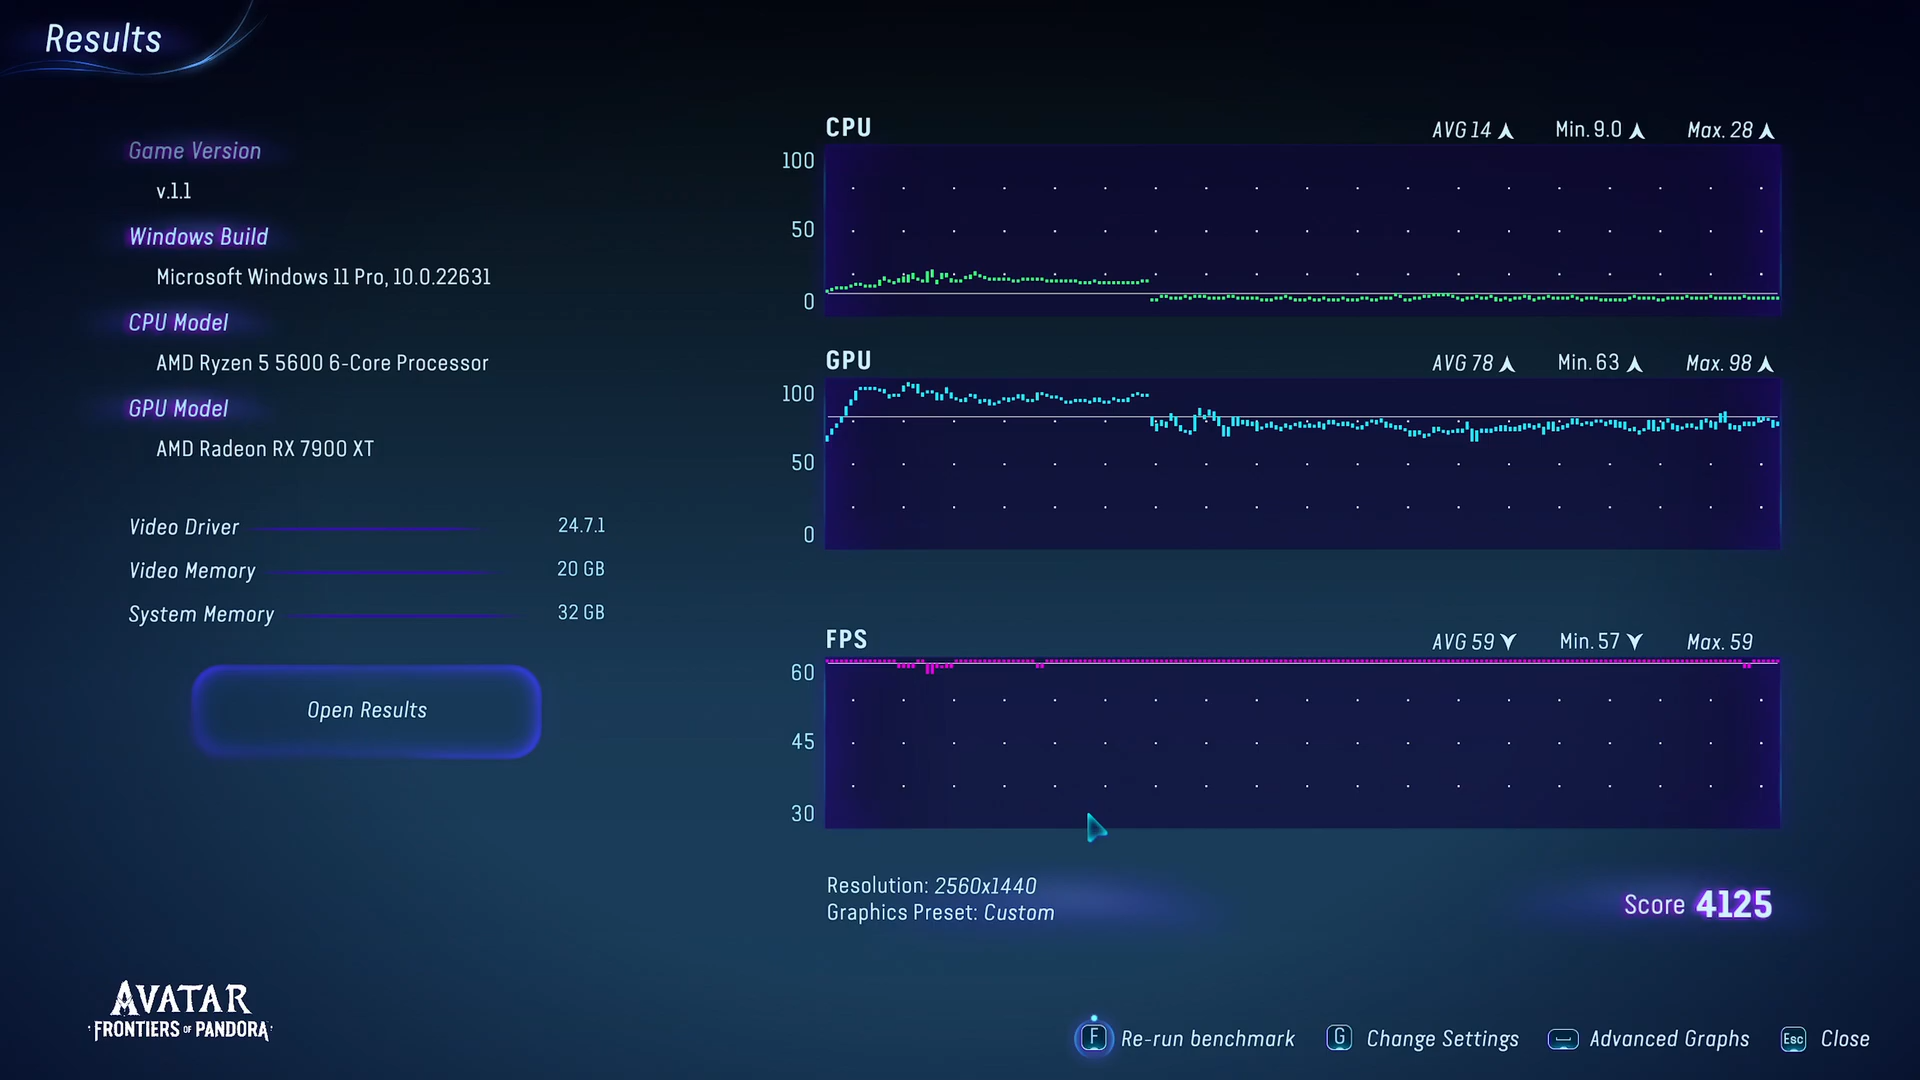 Results
Game Version
v.1.1
Windows Build
Microsoft Windows 11 Pro, 10.0.22631
CPU Model
AMD Ryzen 5 5600 6-Core Processor
GPU Model
AMD Radeon RX 7900 XT
Video Driver 24.7.1
Video Memory 20 GB
System Memory 32 GB
Open Results
CPU AVG 14 Min. 9.0 Max. 28
100
50
0
GPU AVG 78 Min. 63 Max. 98
100
50
0
FPS AVG 59 Min. 57 Max. 59
60
45
30
Resolution: 2560x1440
Graphics Preset: Custom
Score 4125
AVATAR
FRONTIERS OF PANDORA
F Re-run benchmark G Change Settings Advanced Graphs Esc Close